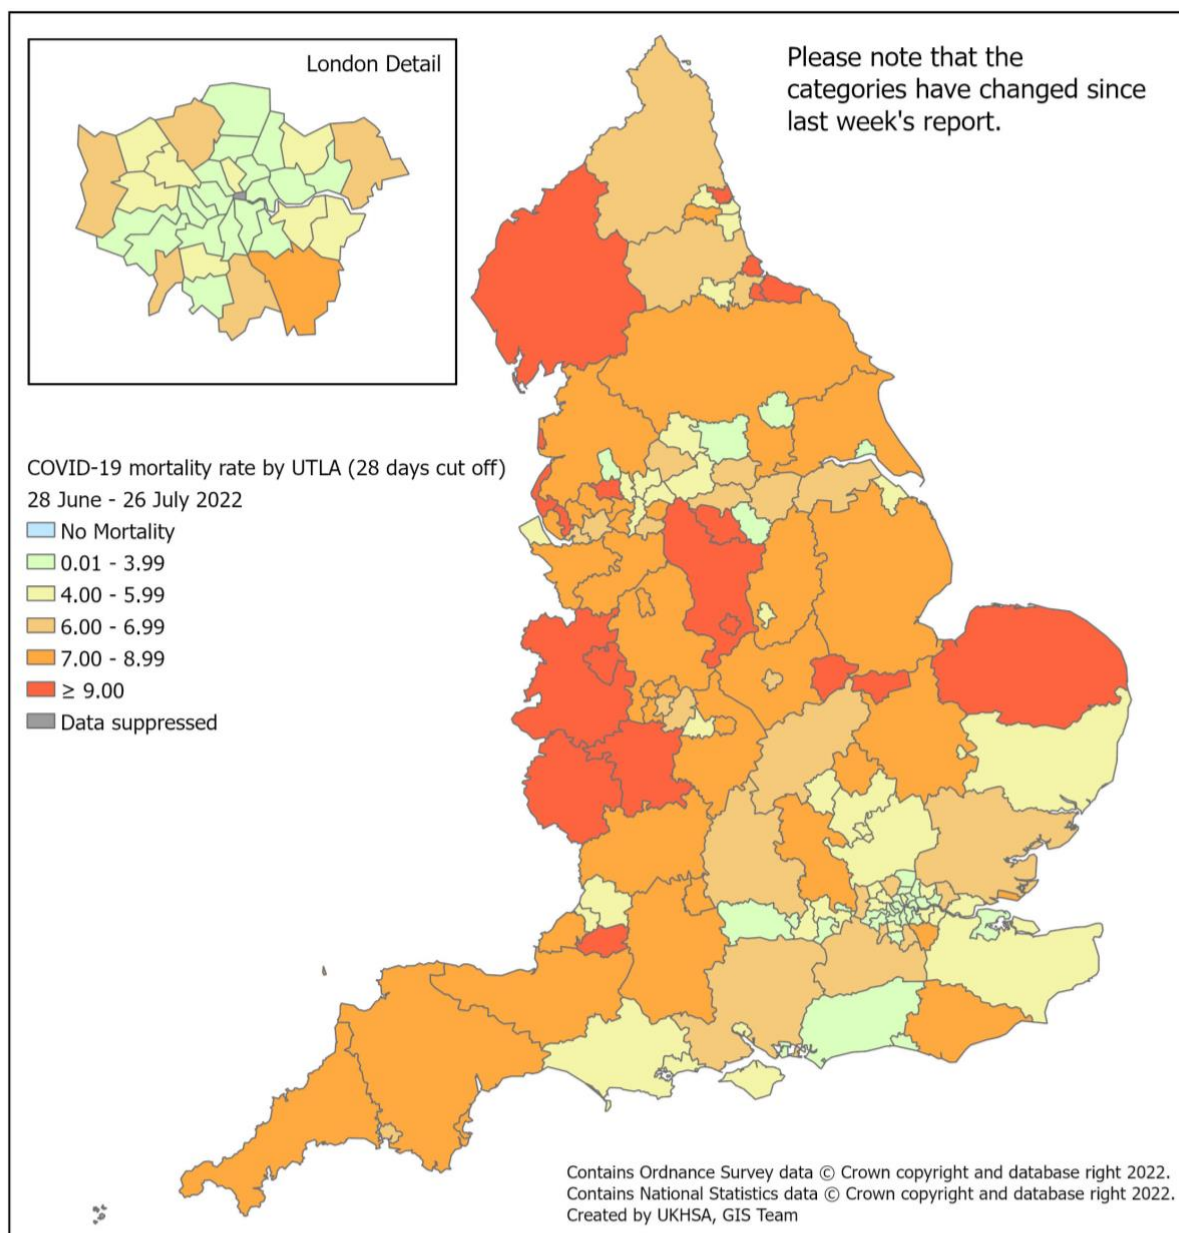 London Detail
Please note that the
categories have changed since
last week's report.
COVID-19 mortality rate by UTLA (28 days cut off)
28 June - 26 July 2022
No Mortality
0.01 - 3.99
4.00 - 5.99
6.00 - 6.99
7.00 - 8.99
≥ 9.00
Data suppressed
Contains Ordnance Survey data © Crown copyright and database right 2022.
Contains National Statistics data © Crown copyright and database right 2022.
Created by UKHSA, GIS Team